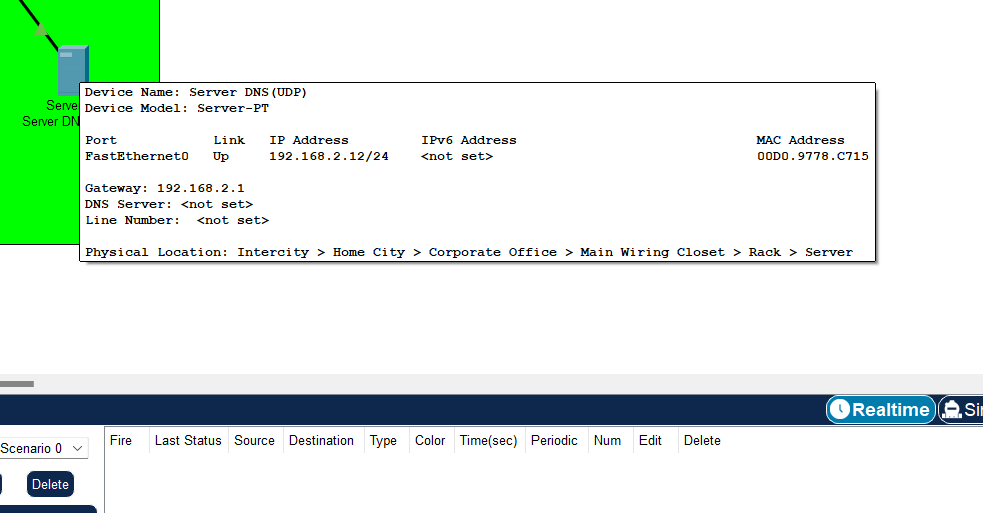 Device Name: Server DNS(UDP)
Device Model: Server-PT
Port Link IP Address IPv6 Address MAC Address
FastEthernet0 Up 192.168.2.12/24 <not set> 00D0.9778.C715
Gateway: 192.168.2.1
DNS Server: <not set>
Line Number: <not set>
Physical Location: Intercity > Home City > Corporate Office > Main Wiring Closet > Rack > Server
Serve
Server DN
Realtime
Si
Scenario 0
Fire Last Status Source Destination Type Color Time(sec) Periodic Num Edit Delete
Delete